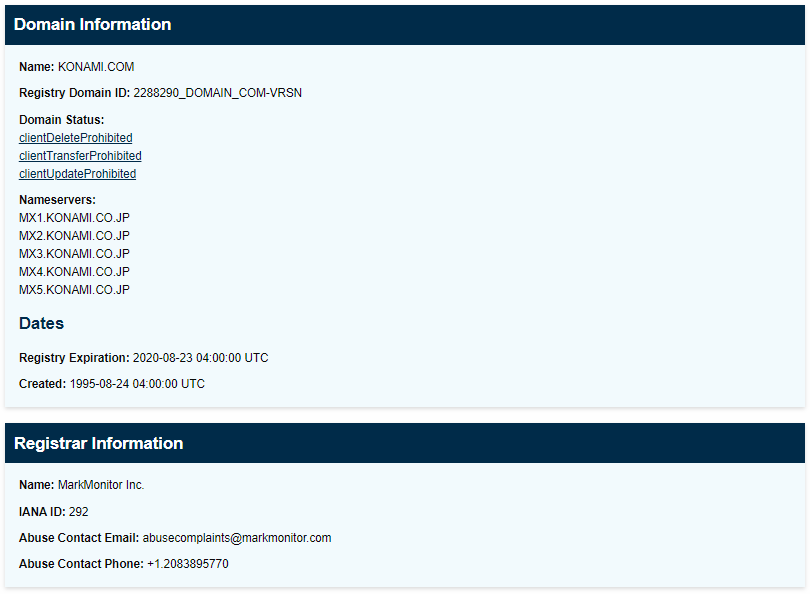 Domain Information
Name: KONAMI.COM
Registry Domain ID: 2288290_DOMAIN_COM-VRSN
Domain Status:
clientDeleteProhibited
clientTransferProhibited
clientUpdateProhibited
Nameservers:
MX1.KONAMI.CO.JP
MX2.KONAMI.CO.JP
MX3.KONAMI.CO.JP
MX4.KONAMI.CO.JP
MX5.KONAMI.CO.JP
Dates
Registry Expiration: 2020-08-23 04:00:00 UTC
Created: 1995-08-24 04:00:00 UTC
Registrar Information
Name: MarkMonitor Inc.
IANA ID: 292
Abuse Contact Email: abusecomplaints@markmonitor.com
Abuse Contact Phone: +1.2083895770